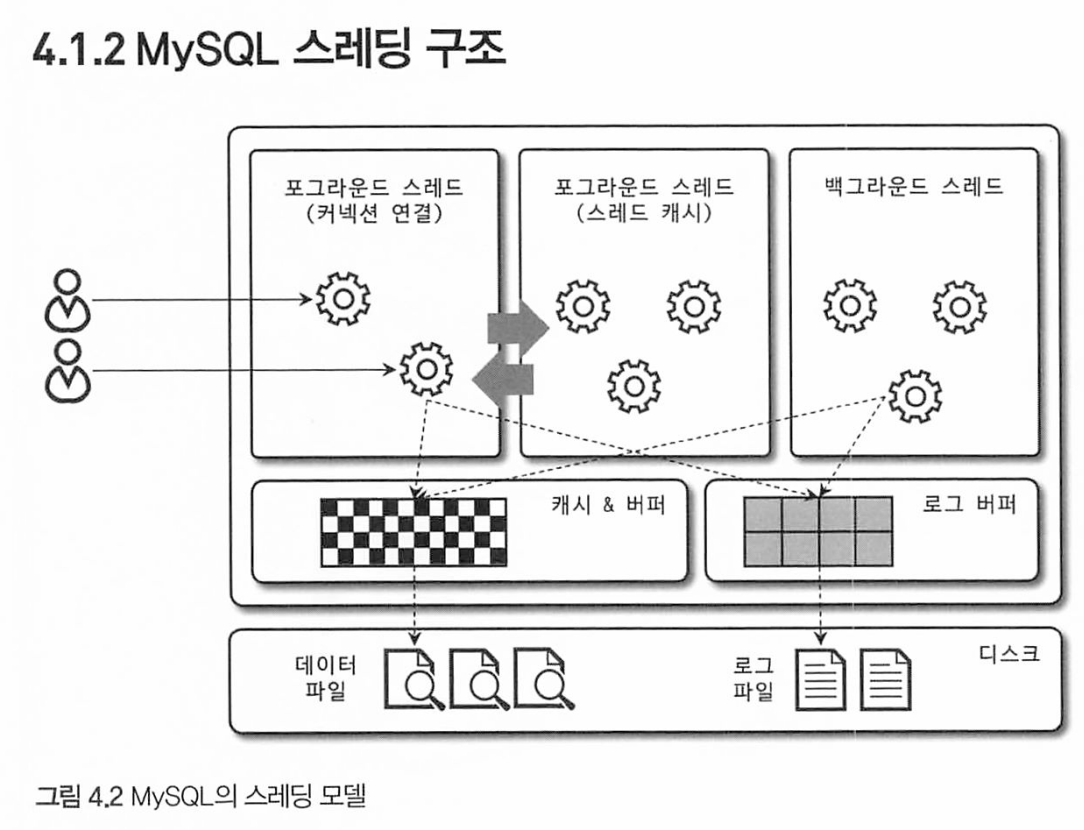 4.1.2 MySQL 스레딩 구조
포그라운드 스레드
(커넥션 연결)
포그라운드 스레드
(스레드 캐시)
백그라운드 스레드
캐시 & 버퍼
로그 버퍼
데이터
파일
로그
파일
디스크
그림 4.2 MySQL의 스레딩 모델